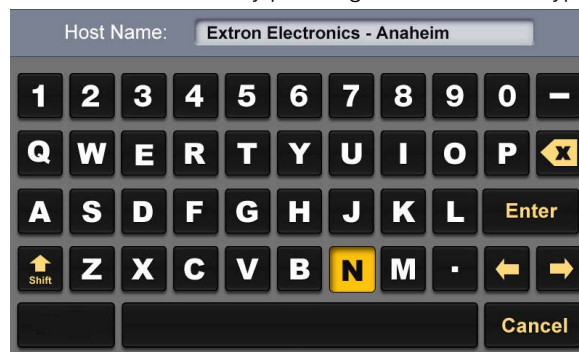 Host Name: Extron Electronics - Anaheim
1 2 3 4 5 6 7 8 9 0 –
Q W E R T Y U I O P X
A S D F G H J K L Enter
Shift Z X C V B N M .
Cancel